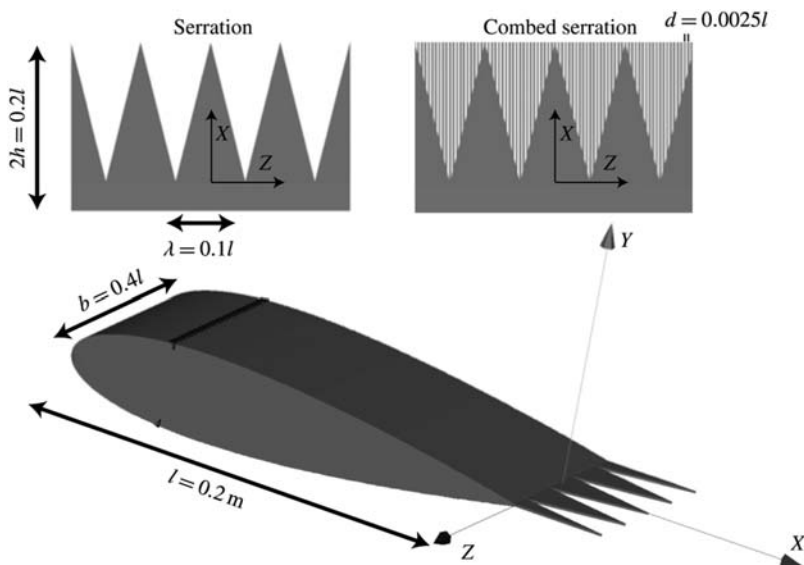 Serration
Combed serration
d = 0.0025l
2h = 0.2l
X
Z
X
Z
λ = 0.1l
Y
b = 0.4l
l = 0.2 m
Z
X